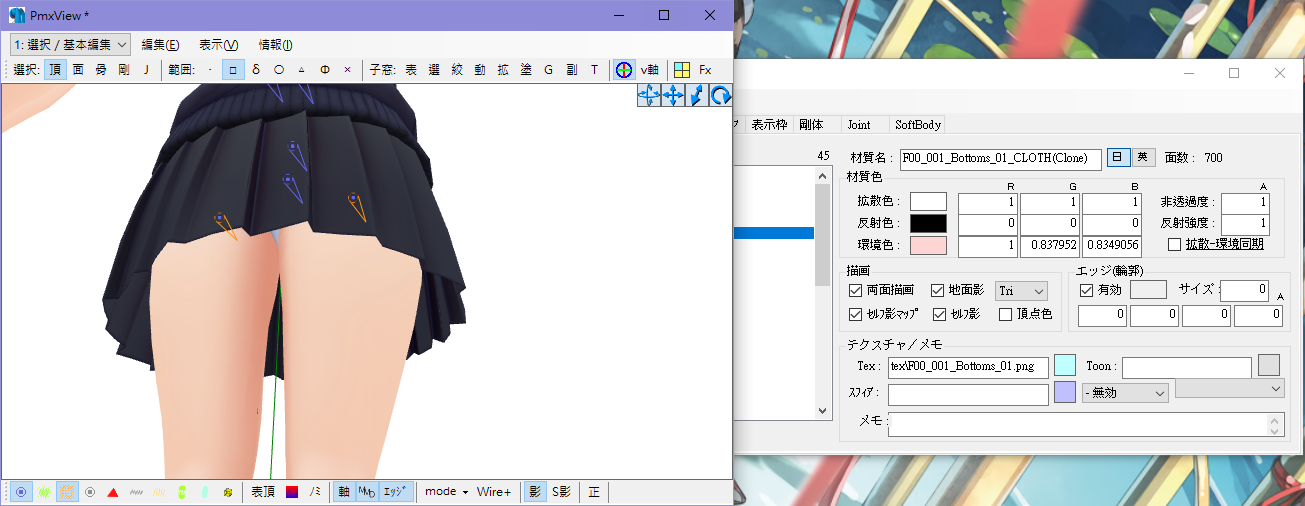 PmxView *
1: 選択 / 基本編集 編集(E) 表示(V) 情報(I)
選択: 頂 面 骨 剛 J 範囲: - □ δ ○ △ Φ × 子窓: 表 選 絞 動 拡 塗 G 副 T v軸 Fx
表示枠 剛体 Joint SoftBody
45 材質名 : F00_001_Bottoms_01_CLOTH(Clone) 日 英 面数 : 700
材質色
R G B A
拡散色 : 1 1 1 非透過度 : 1
反射色 : 0 0 0 反射強度 : 1
環境色 : 1 0.837952 0.8349056 拡散-環境同期
描画 エッジ(輪郭)
両面描画 地面影 Tri 有効 サイズ : 0
A
ｾﾙﾌ影ﾏｯﾌﾟ ｾﾙﾌ影 頂点色 0 0 0 0
テクスチャ／メモ
Tex : tex\F00_001_Bottoms_01.png Toon :
ｽﾌｨｱ : - 無効
メモ :
表頂 ﾉﾐ 軸 MMD ｴｯｼﾞ mode Wire+ 影 S影 正